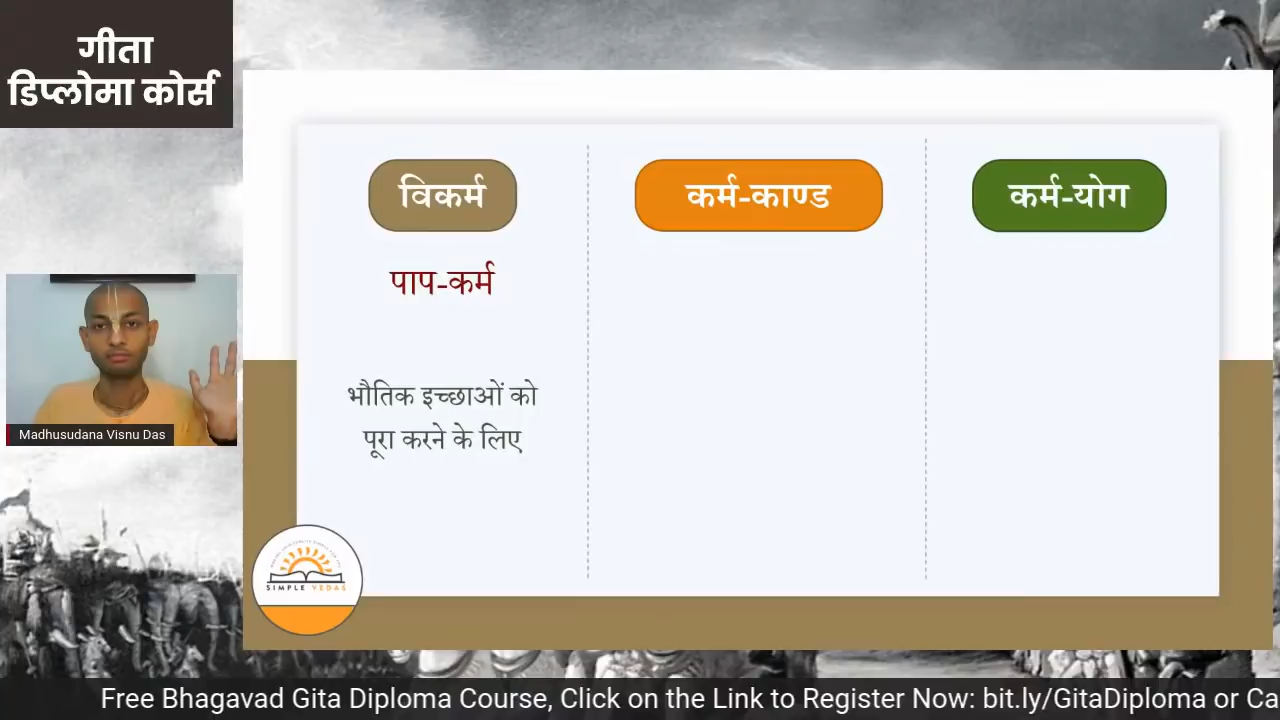 गीता
डिप्लोमा कोर्स
विकर्म
कर्म-काण्ड
कर्म-योग
पाप-कर्म
भौतिक इच्छाओं को
पूरा करने के लिए
Madhusudana Visnu Das
SIMPLE VEDAS
Free Bhagavad Gita Diploma Course, Click on the Link to Register Now: bit.ly/GitaDiploma or Ca